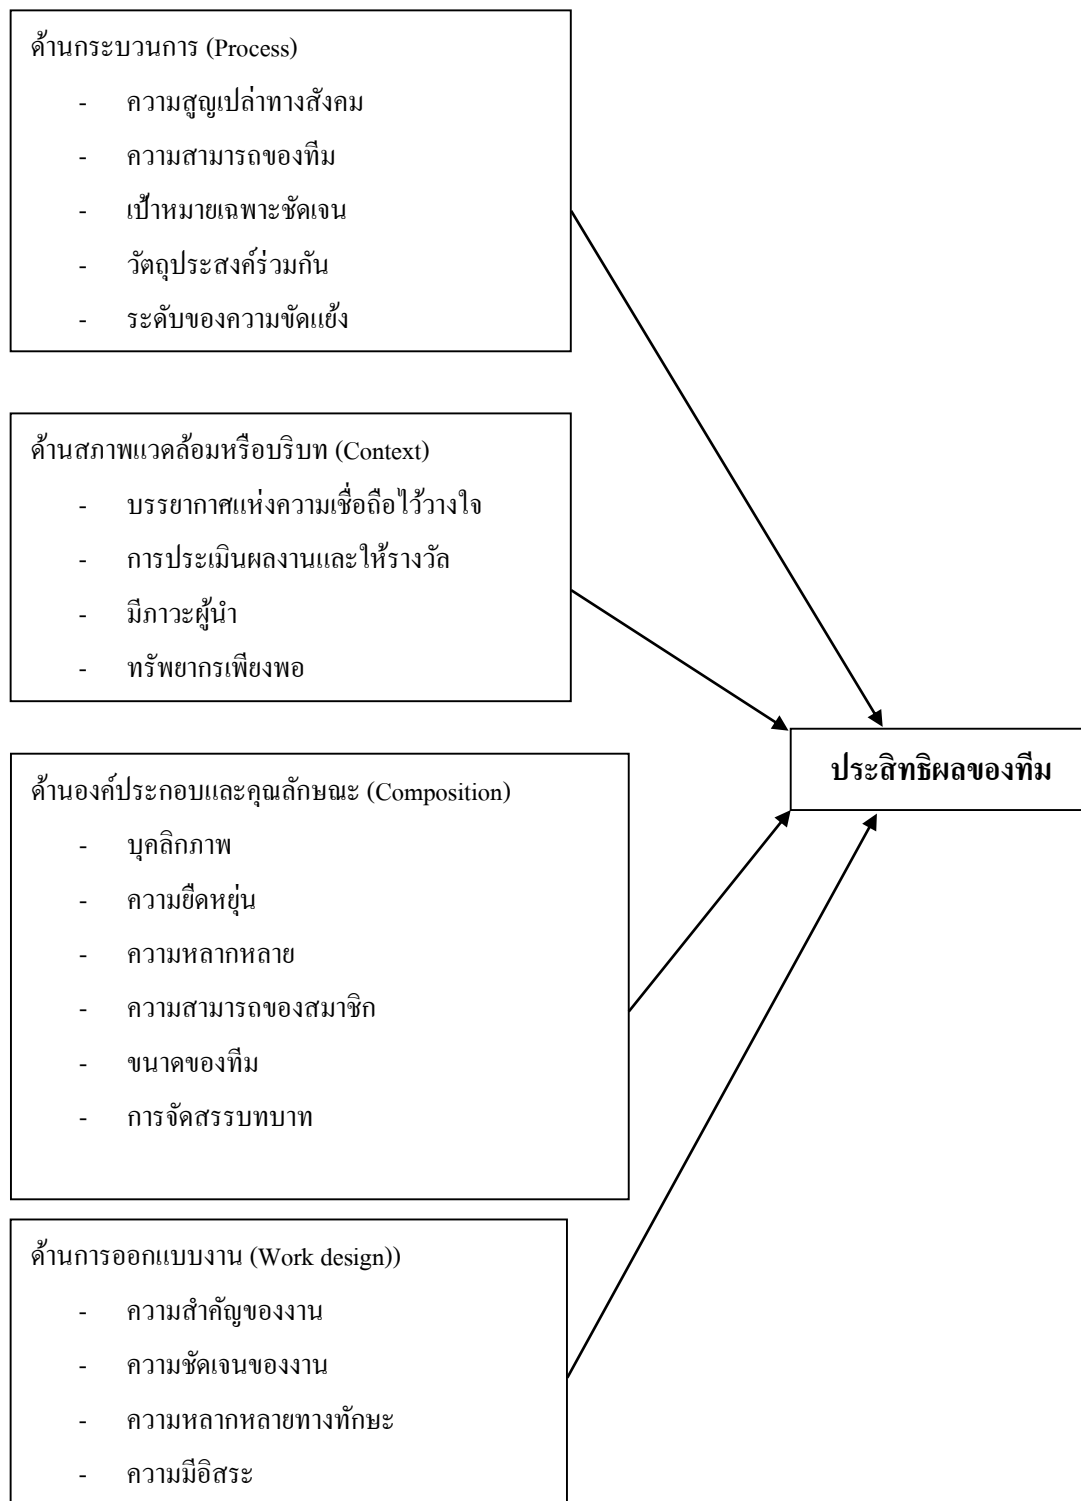 ด้านกระบวนการ (Process)
- ความสูญเปล่าทางสังคม
- ความสามารถของทีม
- เป้าหมายเฉพาะชัดเจน
- วัตถุประสงค์ร่วมกัน
- ระดับของความขัดแย้ง
ด้านสภาพแวดล้อมหรือบริบท (Context)
- บรรยากาศแห่งความเชื่อถือไว้วางใจ
- การประเมินผลงานและให้รางวัล
- มีภาวะผู้นำ
- ทรัพยากรเพียงพอ
ประสิทธิผลของทีม
ด้านองค์ประกอบและคุณลักษณะ (Composition)
- บุคลิกภาพ
- ความยืดหยุ่น
- ความหลากหลาย
- ความสามารถของสมาชิก
- ขนาดของทีม
- การจัดสรรบทบาท
ด้านการออกแบบงาน (Work design))
- ความสำคัญของงาน
- ความชัดเจนของงาน
- ความหลากหลายทางทักษะ
- ความมีอิสระ